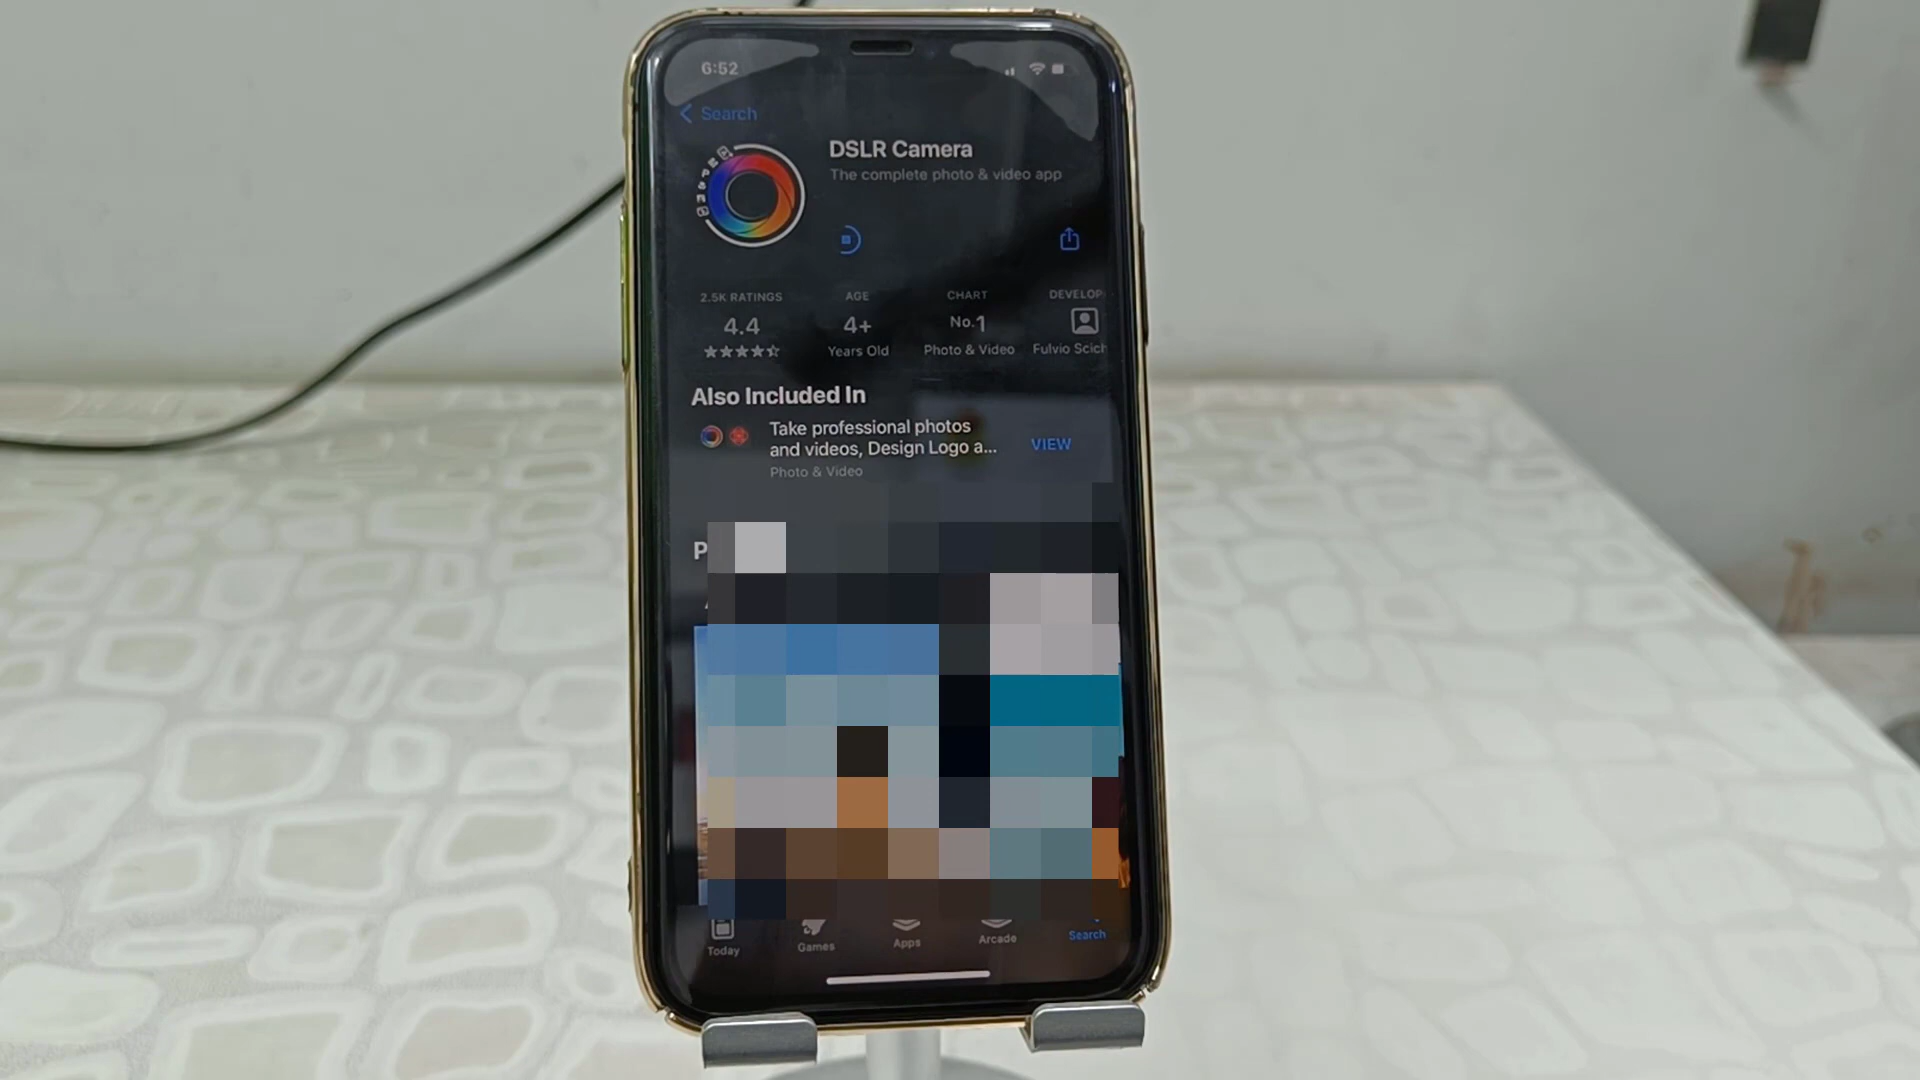 6:52
Search
DSLR Camera
The complete photo & video app
2.5K RATINGS
AGE
CHART
DEVELOP
4.4
4+
No.1
Years Old
Photo & Video
Fulvio Scich
Also Included In
Take professional photos
and videos, Design Logo a...
VIEW
Photo & Video
P
Today
Games
Apps
Arcade
Search